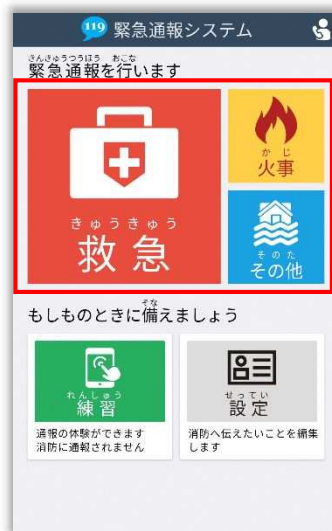 119 緊急通報システム
きんきゅうつうほう おこな
緊急通報を行います
きゅうきゅう
救急
かじ
火事
そのた
その他
そな
もしものときに備えましょう
れんしゅう
練習
通報の体験ができます
消防に通報されません
せってい
設定
消防へ伝えたいことを編集
します